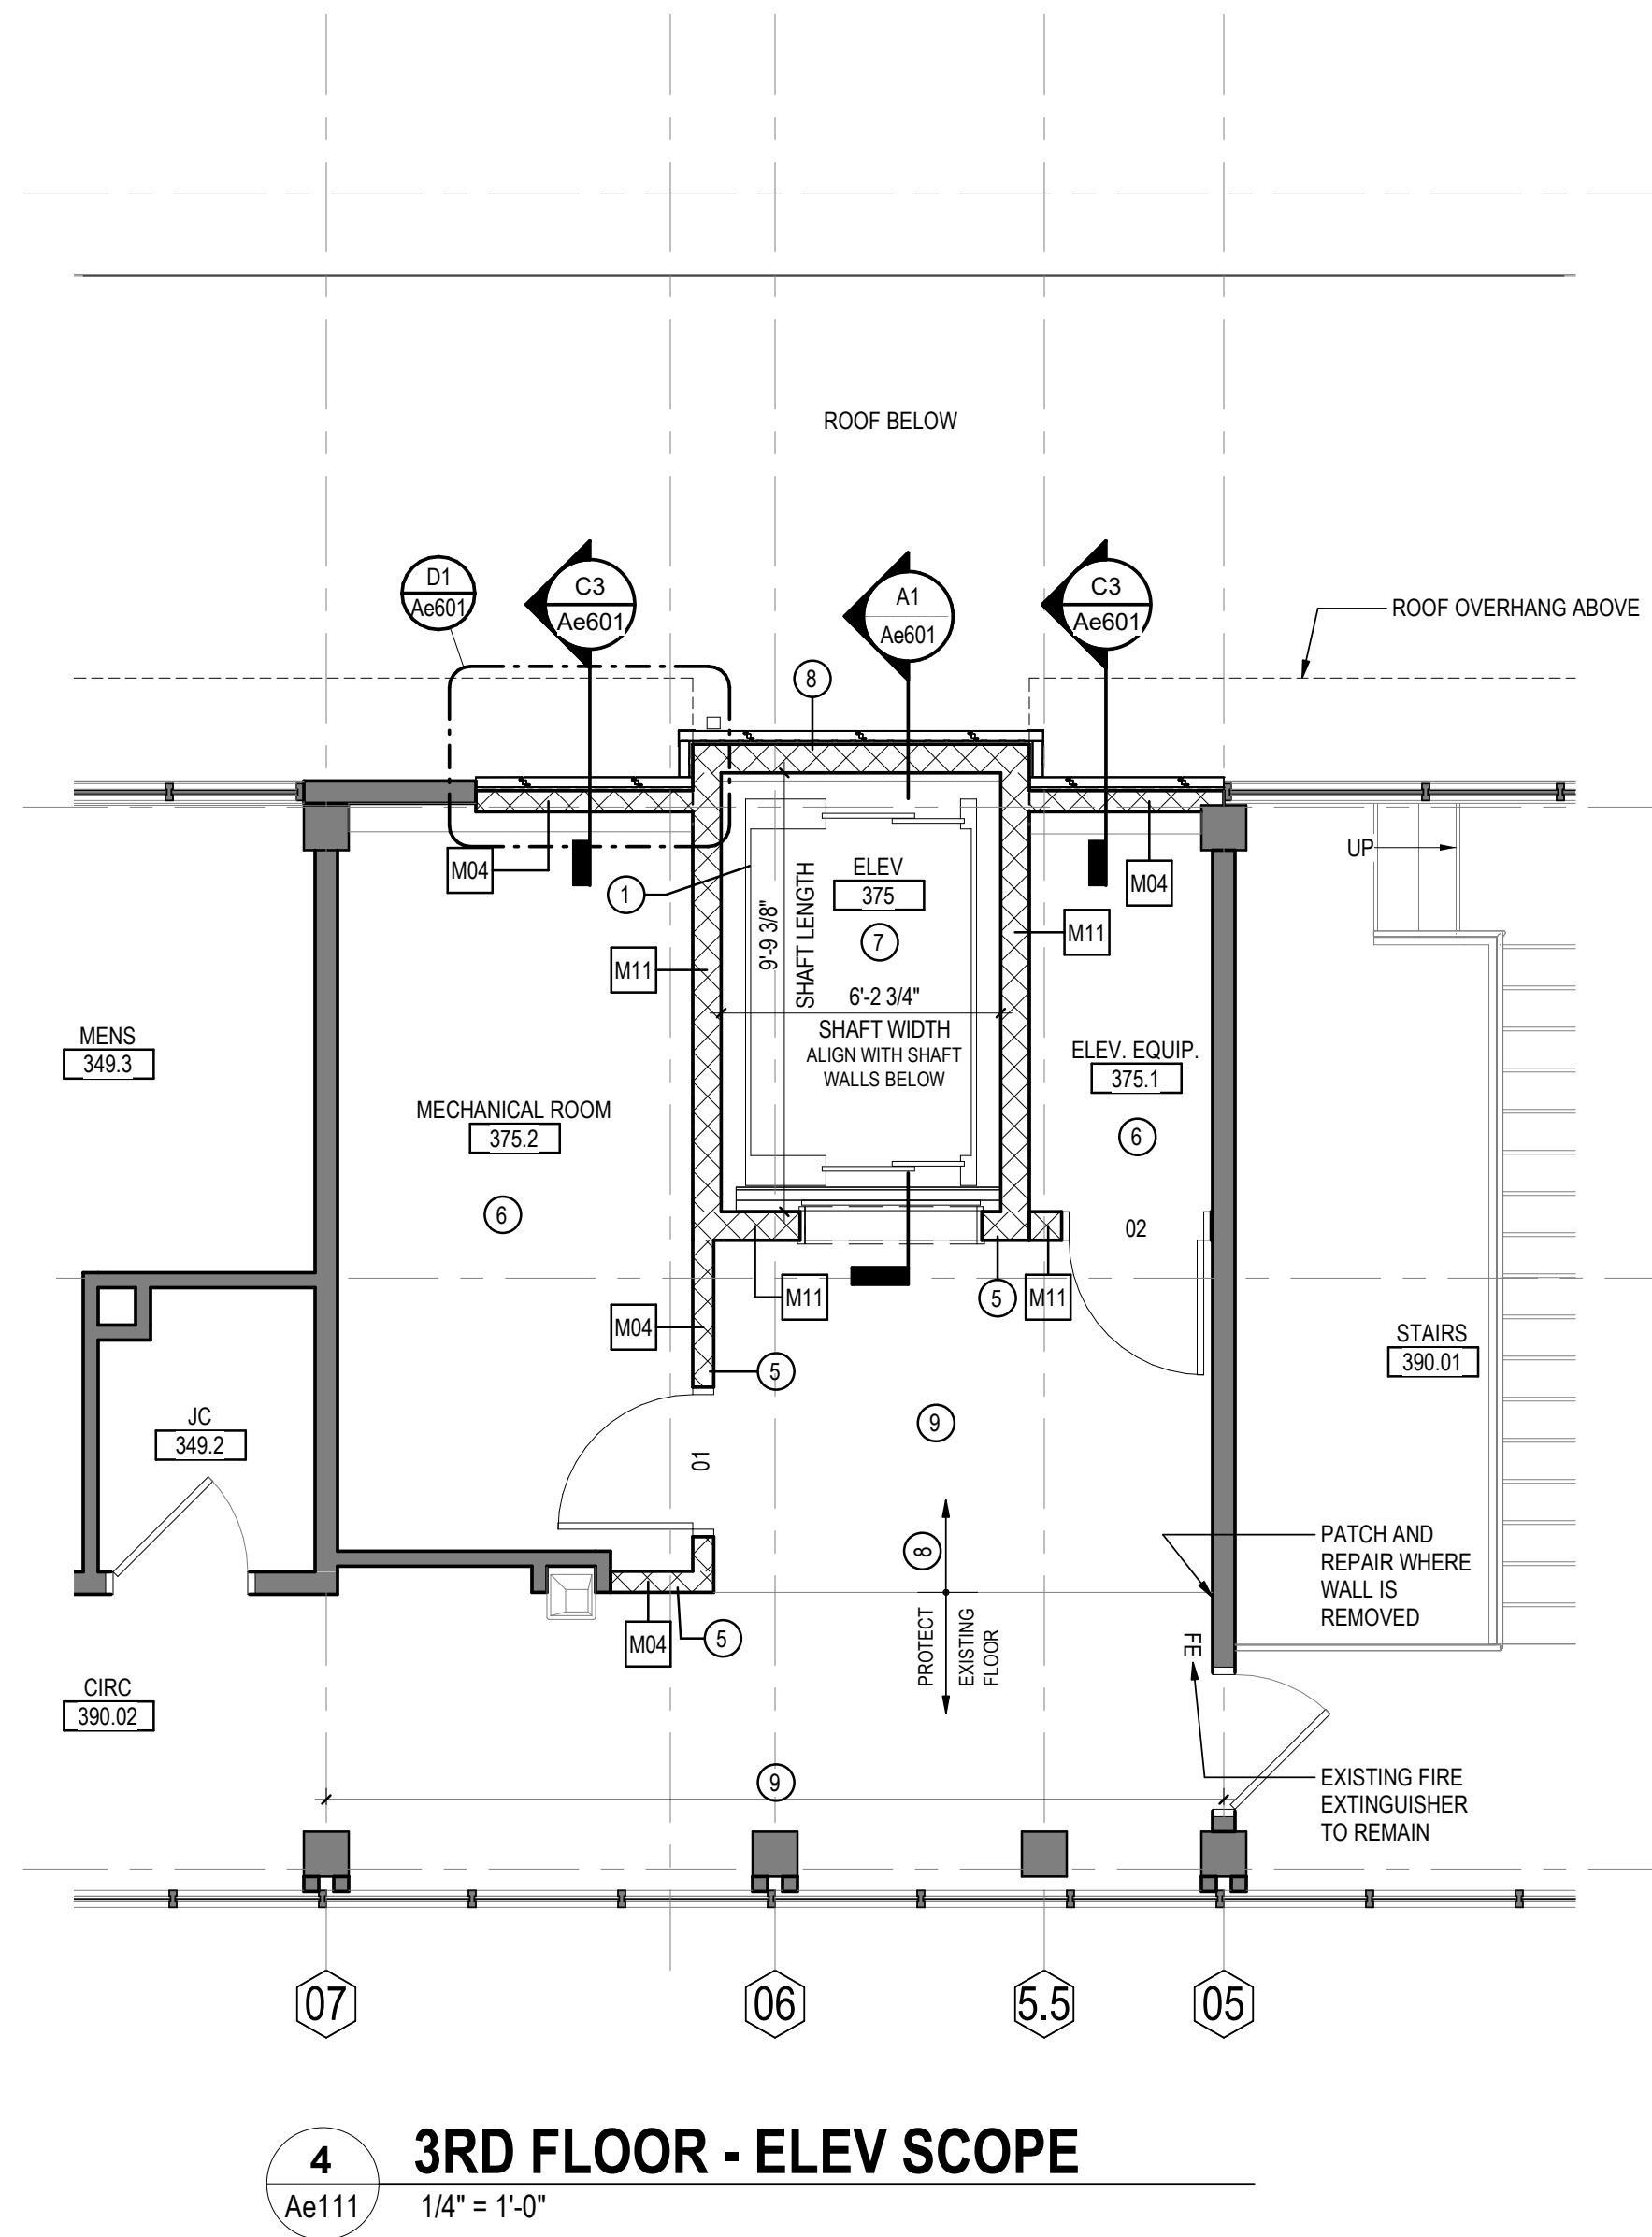 ROOF BELOW
D1
Ae601
C3
Ae601
A1
Ae601
C3
Ae601
ROOF OVERHANG ABOVE
8
UP
M04
1
ELEV
375
7
M04
M11
M11
9'-9 3/8"
SHAFT LENGTH
6'-2 3/4"
SHAFT WIDTH
ALIGN WITH SHAFT
WALLS BELOW
MENS
349.3
ELEV. EQUIP.
375.1
6
MECHANICAL ROOM
375.2
6
02
M11
5
M11
M04
5
STAIRS
390.01
JC
349.2
9
01
8
PATCH AND
REPAIR WHERE
WALL IS
REMOVED
M04
5
PROTECT
EXISTING
FLOOR
FE
CIRC
390.02
9
EXISTING FIRE
EXTINGUISHER
TO REMAIN
07
06
5.5
05
4
Ae111
3RD FLOOR - ELEV SCOPE
1/4" = 1'-0"